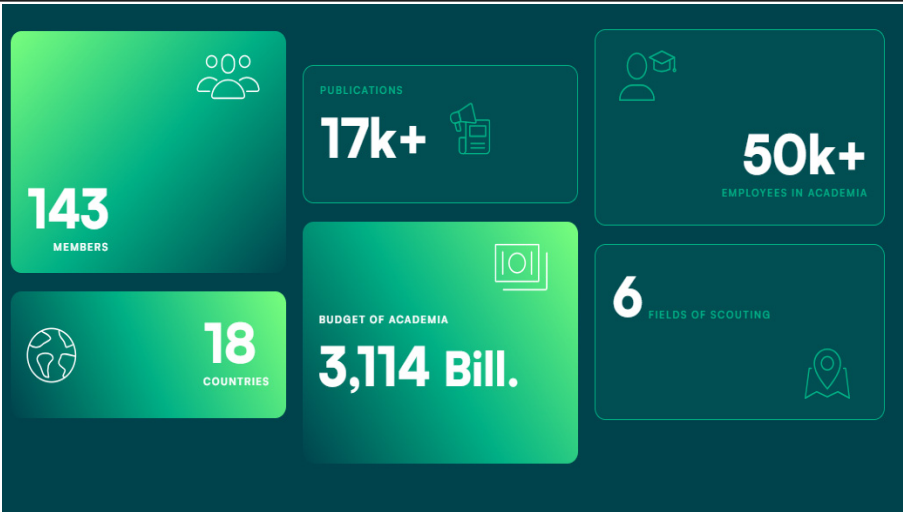 143
MEMBERS
18
COUNTRIES
PUBLICATIONS
17k+
BUDGET OF ACADEMIA
3,114 Bill.
50k+
EMPLOYEES IN ACADEMIA
6 FIELDS OF SCOUTING